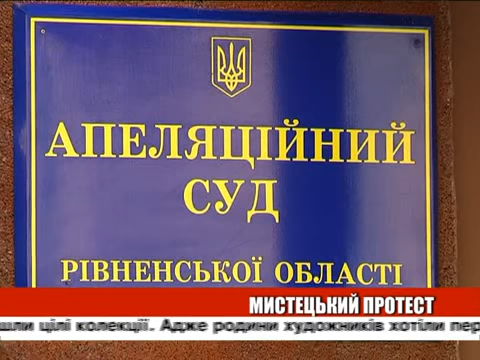 АПЕЛЯЦІЙНИЙ
СУД
РІВНЕНСЬКОЇ ОБЛАСТІ
МИСТЕЦЬКИЙ ПРОТЕСТ
цілі колекції. Адже родини художників хотіли